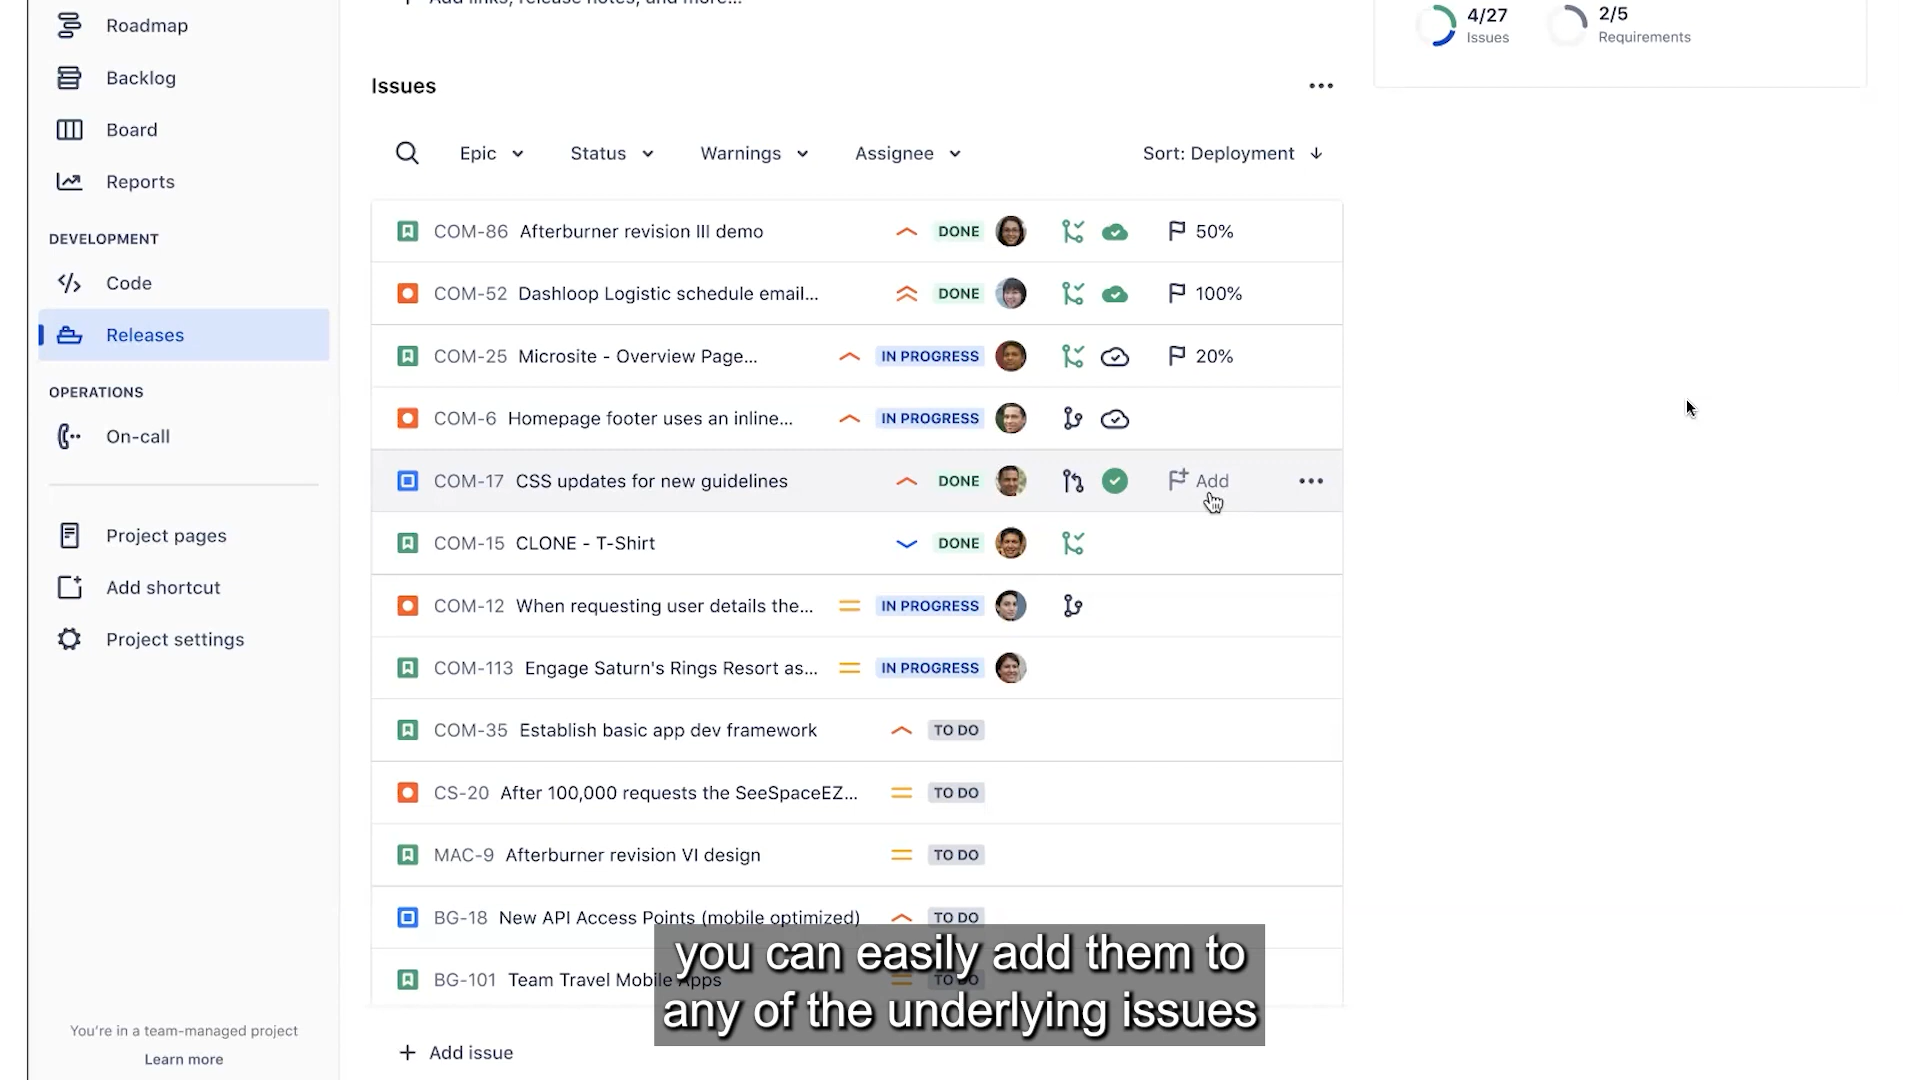 Roadmap
Backlog
Board
Reports
DEVELOPMENT
Code
Releases
OPERATIONS
On-call
Project pages
Add shortcut
Project settings
You're in a team-managed project
Learn more
Add links, release notes, and more...
Issues
Epic Status Warnings Assignee Sort: Deployment
COM-86 Afterburner revision III demo DONE 50%
COM-52 Dashloop Logistic schedule email... DONE 100%
COM-25 Microsite - Overview Page... IN PROGRESS 20%
COM-6 Homepage footer uses an inline... IN PROGRESS
COM-17 CSS updates for new guidelines DONE Add
COM-15 CLONE - T-Shirt DONE
COM-12 When requesting user details the... IN PROGRESS
COM-113 Engage Saturn's Rings Resort as... IN PROGRESS
COM-35 Establish basic app dev framework TO DO
CS-20 After 100,000 requests the SeeSpaceEZ... TO DO
MAC-9 Afterburner revision VI design TO DO
BG-18 New API Access Points (mobile optimized) TO DO
BG-101 Team Travel Mobile Apps TO DO
+ Add issue
4/27
Issues
2/5
Requirements
you can easily add them to
any of the underlying issues